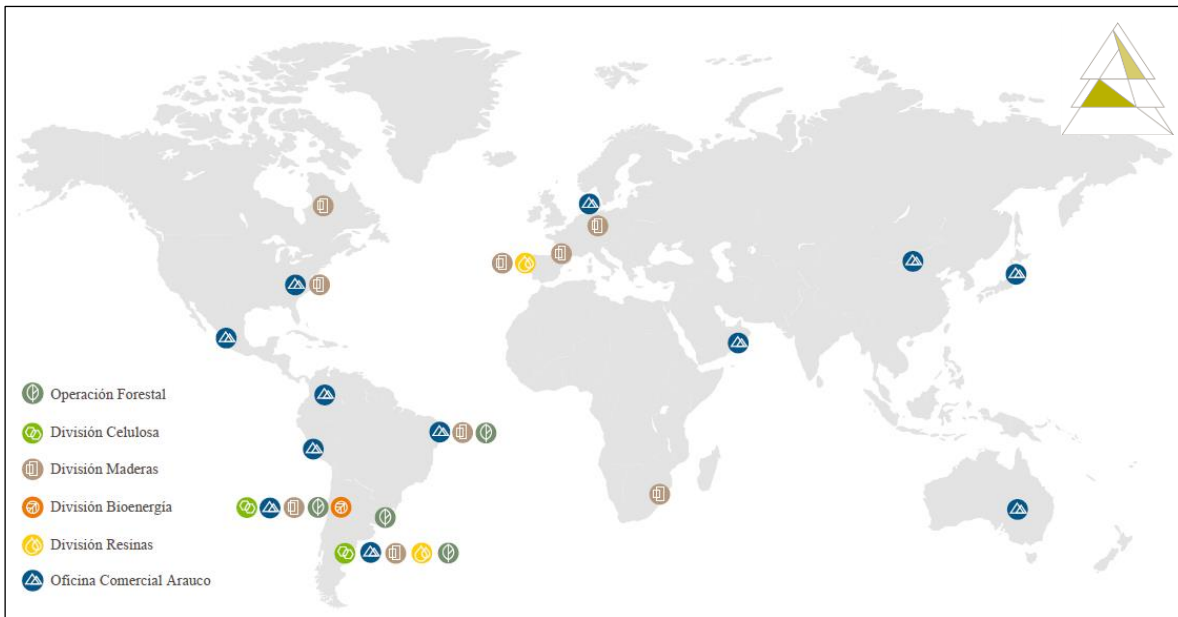 Operación Forestal
División Celulosa
División Maderas
División Bioenergía
División Resinas
Oficina Comercial Arauco